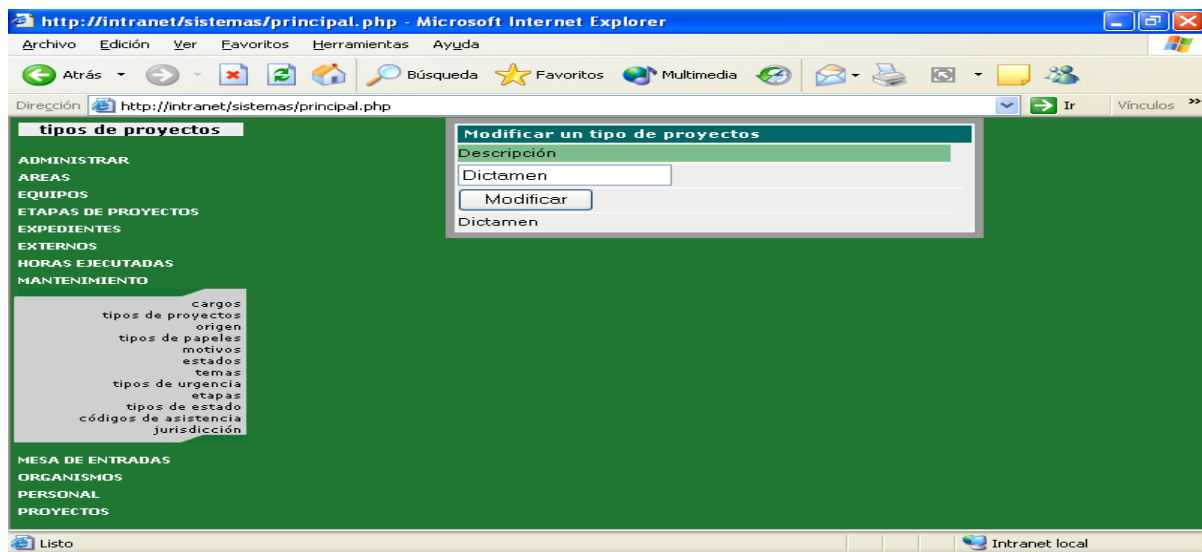 http://intranet/sistemas/principal.php - Microsoft Internet Explorer
Archivo Edición Ver Favoritos Herramientas Ayuda
Atrás Búsqueda Favoritos Multimedia
Dirección http://intranet/sistemas/principal.php Ir Vínculos »
tipos de proyectos
ADMINISTRAR
AREAS
EQUIPOS
ETAPAS DE PROYECTOS
EXPEDIENTES
EXTERNOS
HORAS EJECUTADAS
MANTENIMIENTO
cargos
tipos de proyectos
origen
tipos de papeles
motivos
estados
temas
tipos de urgencia
etapas
tipos de estado
códigos de asistencia
jurisdicción
MESA DE ENTRADAS
ORGANISMOS
PERSONAL
PROYECTOS
Modificar un tipo de proyectos
Descripción
Dictamen
Modificar
Dictamen
Listo Intranet local